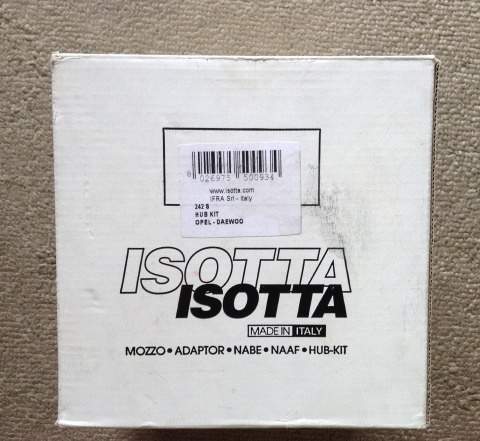 8 026975 500934
www.isotta.com
IFRA Srl - Italy
242 S
HUB KIT
OPEL - DAEWOO
ISOTTA
ISOTTA
MADE IN ITALY
MOZZO • ADAPTOR • NABE • NAAF • HUB-KIT